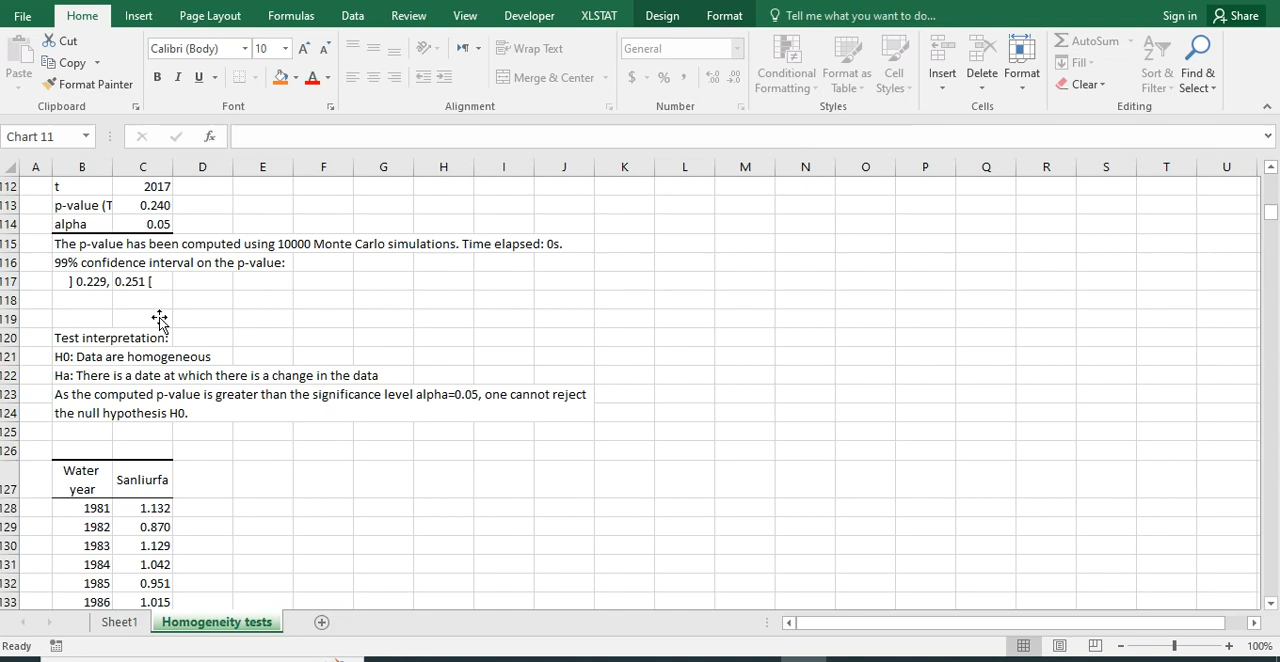 File Home Insert Page Layout Formulas Data Review View Developer XLSTAT Design Format Tell me what you want to do... Sign in Share
Paste Cut Copy Format Painter Clipboard
Calibri (Body) 10 A A B I U A Font
Wrap Text Merge & Center Alignment
General $ % , Number
Conditional Formatting Format as Table Cell Styles Styles
Insert Delete Format Cells
AutoSum Fill Clear Sort & Filter Find & Select Editing
Chart 11 fx
A B C D E F G H I J K L M N O P Q R S T U
112 t 2017
113 p-value (T 0.240
114 alpha 0.05
115 The p-value has been computed using 10000 Monte Carlo simulations. Time elapsed: 0s.
116 99% confidence interval on the p-value:
117 ] 0.229, 0.251 [
118
119
120 Test interpretation:
121 H0: Data are homogeneous
122 Ha: There is a date at which there is a change in the data
123 As the computed p-value is greater than the significance level alpha=0.05, one cannot reject
124 the null hypothesis H0.
125
126
127 Water year Sanliurfa
128 1981 1.132
129 1982 0.870
130 1983 1.129
131 1984 1.042
132 1985 0.951
133 1986 1.015
Sheet1 Homogeneity tests
Ready 100%